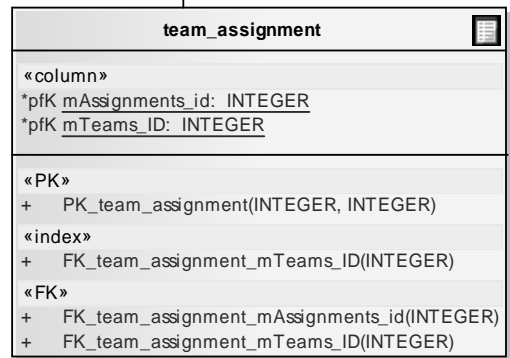 team_assignment
«column»
*pfK mAssignments_id: INTEGER
*pfK mTeams_ID: INTEGER
«PK»
+ PK_team_assignment(INTEGER, INTEGER)
«index»
+ FK_team_assignment_mTeams_ID(INTEGER)
«FK»
+ FK_team_assignment_mAssignments_id(INTEGER)
+ FK_team_assignment_mTeams_ID(INTEGER)